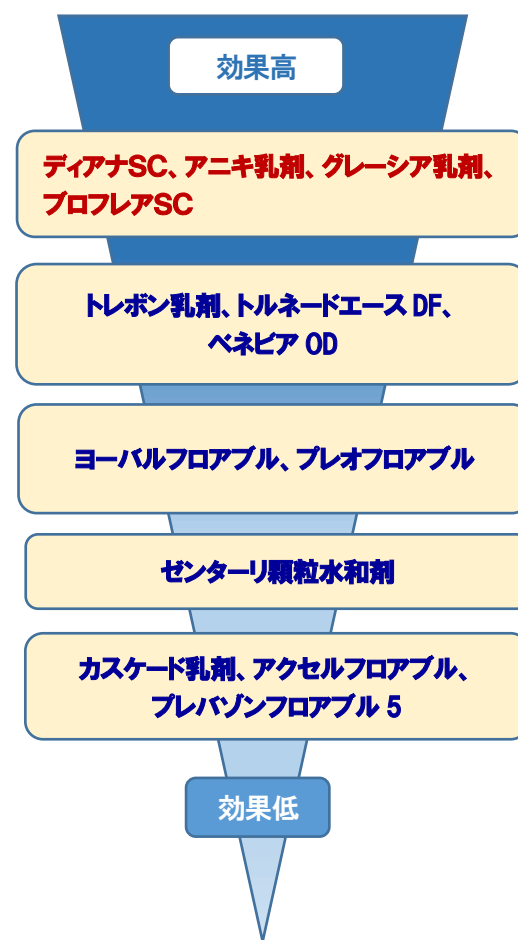 効果高
ディアナSC、アニキ乳剤、グレーシア乳剤、
ブロフレアSC
トレボン乳剤、トルネードエース DF、
ベネビア OD
ヨーバルフロアブル、プレオフロアブル
ゼンターリ顆粒水和剤
カスケード乳剤、アクセルフロアブル、
プレバソンフロアブル 5
効果低